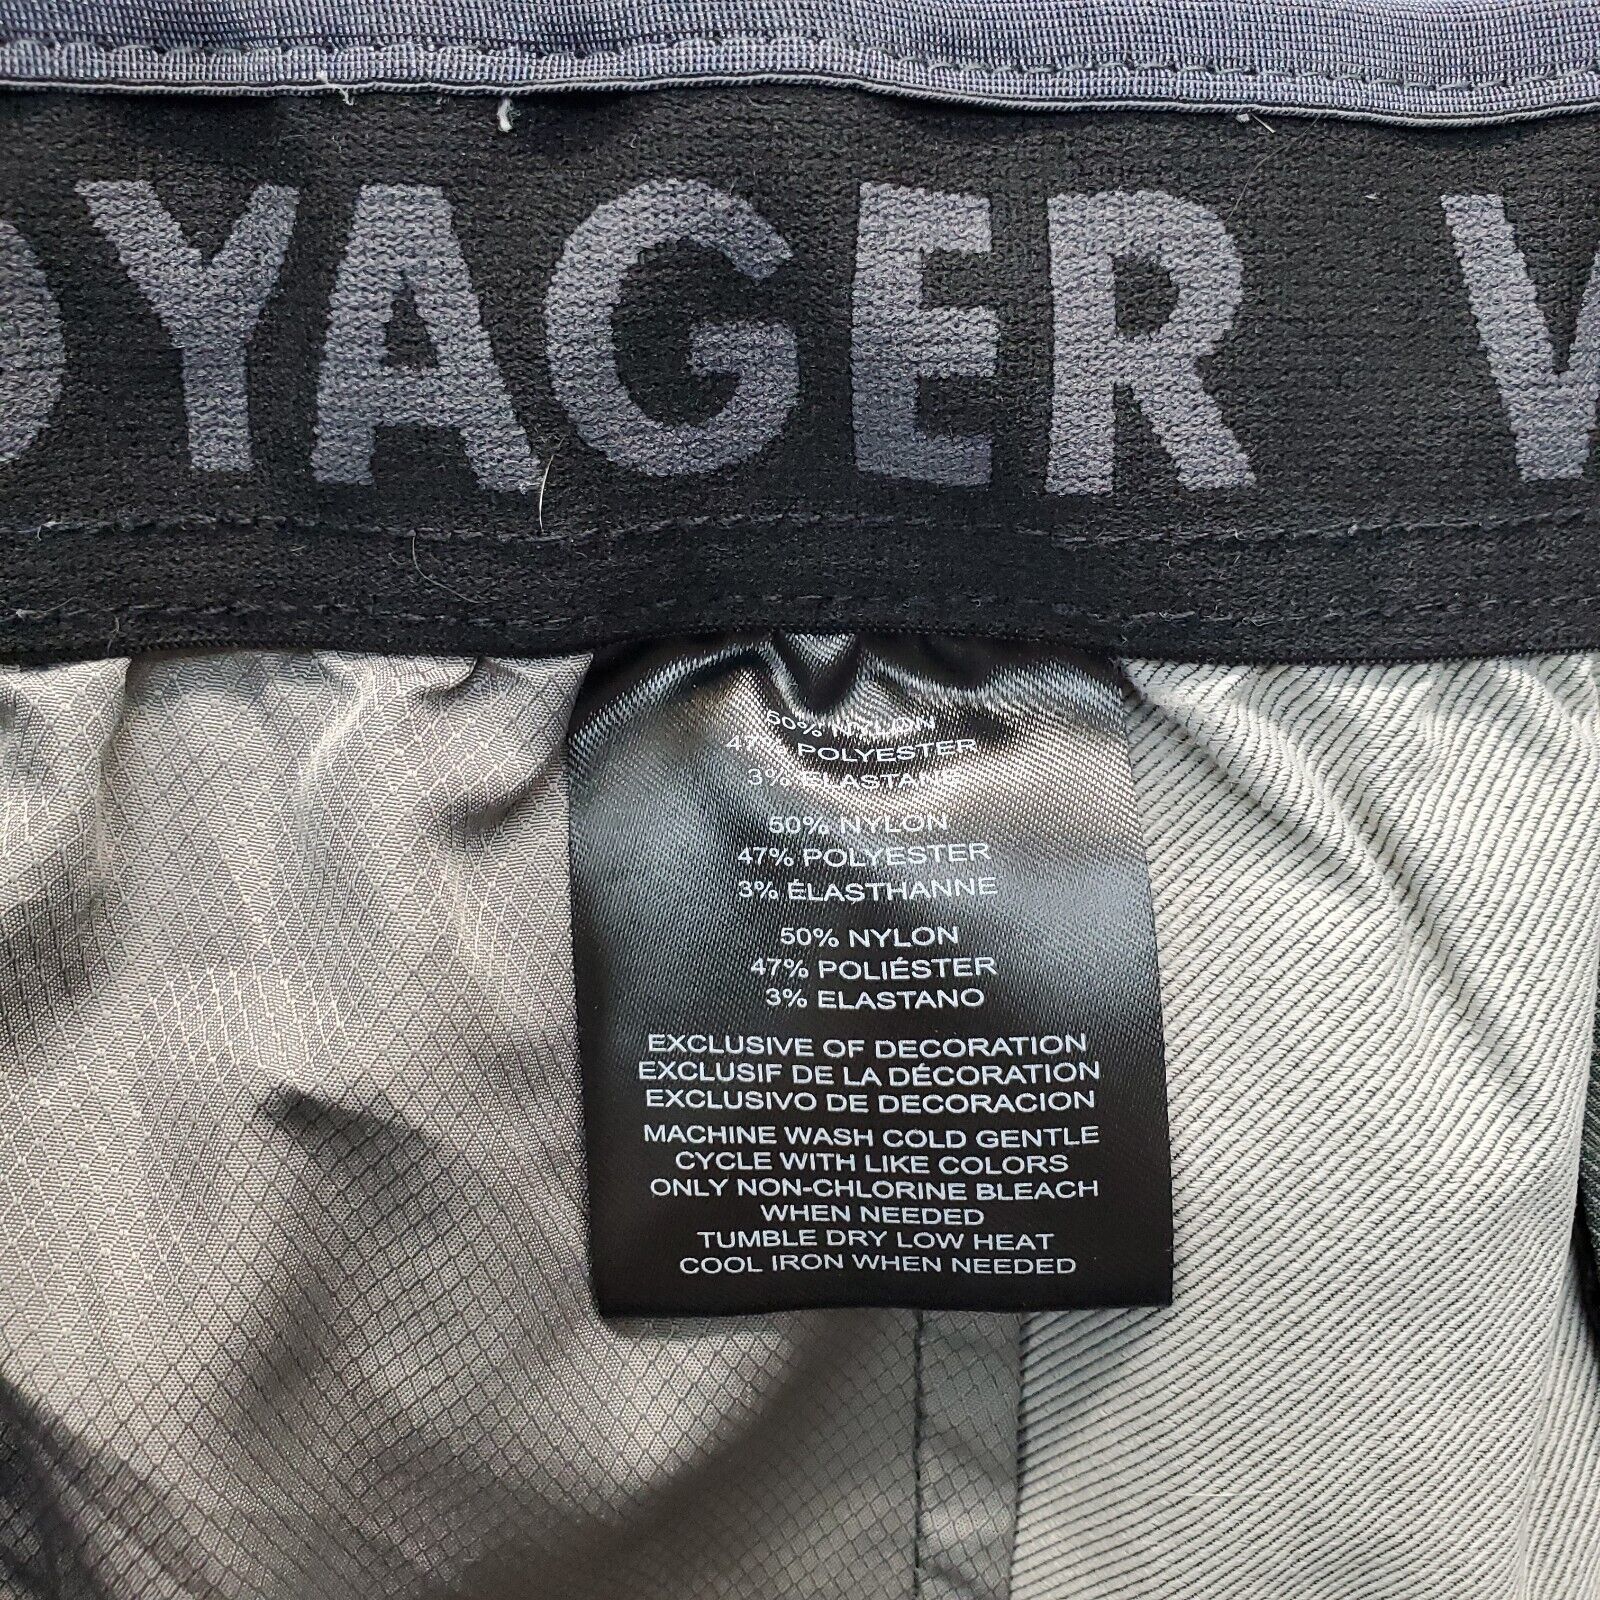 OYAGER V
50% NYLON
47% POLYESTER
3% ELASTANE
50% NYLON
47% POLYESTER
3% ÉLASTHANNE
50% NYLON
47% POLIÉSTER
3% ELASTANO
EXCLUSIVE OF DECORATION
EXCLUSIF DE LA DÉCORATION
EXCLUSIVO DE DECORACION
MACHINE WASH COLD GENTLE
CYCLE WITH LIKE COLORS
ONLY NON-CHLORINE BLEACH
WHEN NEEDED
TUMBLE DRY LOW HEAT
COOL IRON WHEN NEEDED